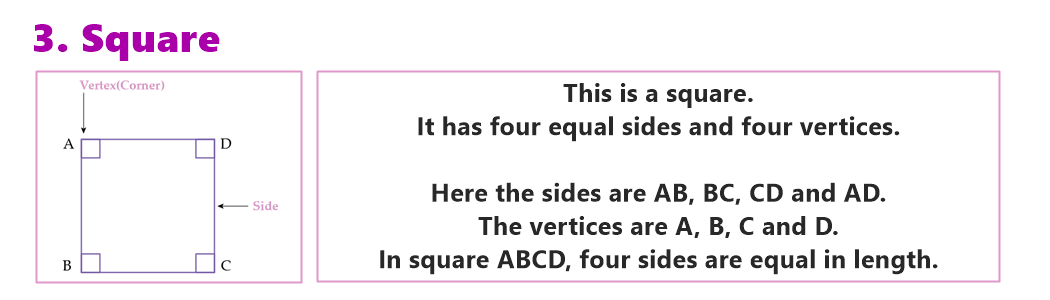 3. Square
Vertex(Corner)
A
D
Side
B
C
This is a square.
It has four equal sides and four vertices.
Here the sides are AB, BC, CD and AD.
The vertices are A, B, C and D.
In square ABCD, four sides are equal in length.